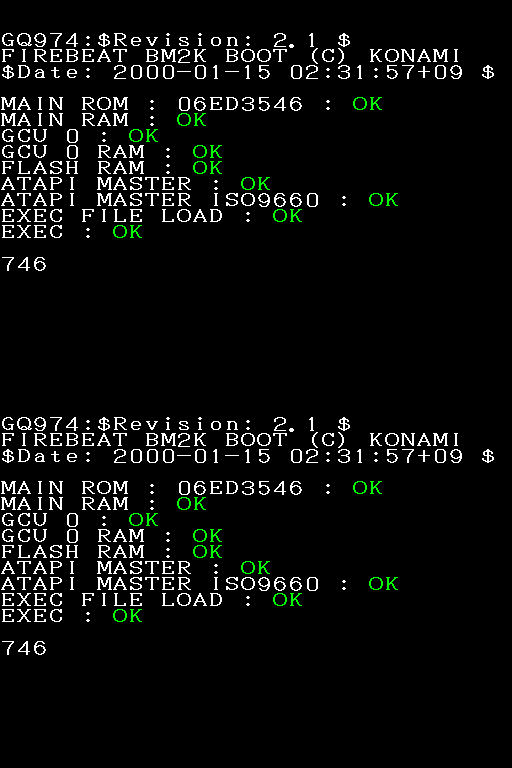 GQ974:$Revision: 2.1 $
FIREBEAT BM2K BOOT (C) KONAMI
$Date: 2000-01-15 02:31:57+09 $
MAIN ROM : 06ED3546 : OK
MAIN RAM : OK
GCU 0 : OK
GCU 0 RAM : OK
FLASH RAM : OK
ATAPI MASTER : OK
ATAPI MASTER ISO9660 : OK
EXEC FILE LOAD : OK
EXEC : OK
746
GQ974:$Revision: 2.1 $
FIREBEAT BM2K BOOT (C) KONAMI
$Date: 2000-01-15 02:31:57+09 $
MAIN ROM : 06ED3546 : OK
MAIN RAM : OK
GCU 0 : OK
GCU 0 RAM : OK
FLASH RAM : OK
ATAPI MASTER : OK
ATAPI MASTER ISO9660 : OK
EXEC FILE LOAD : OK
EXEC : OK
746